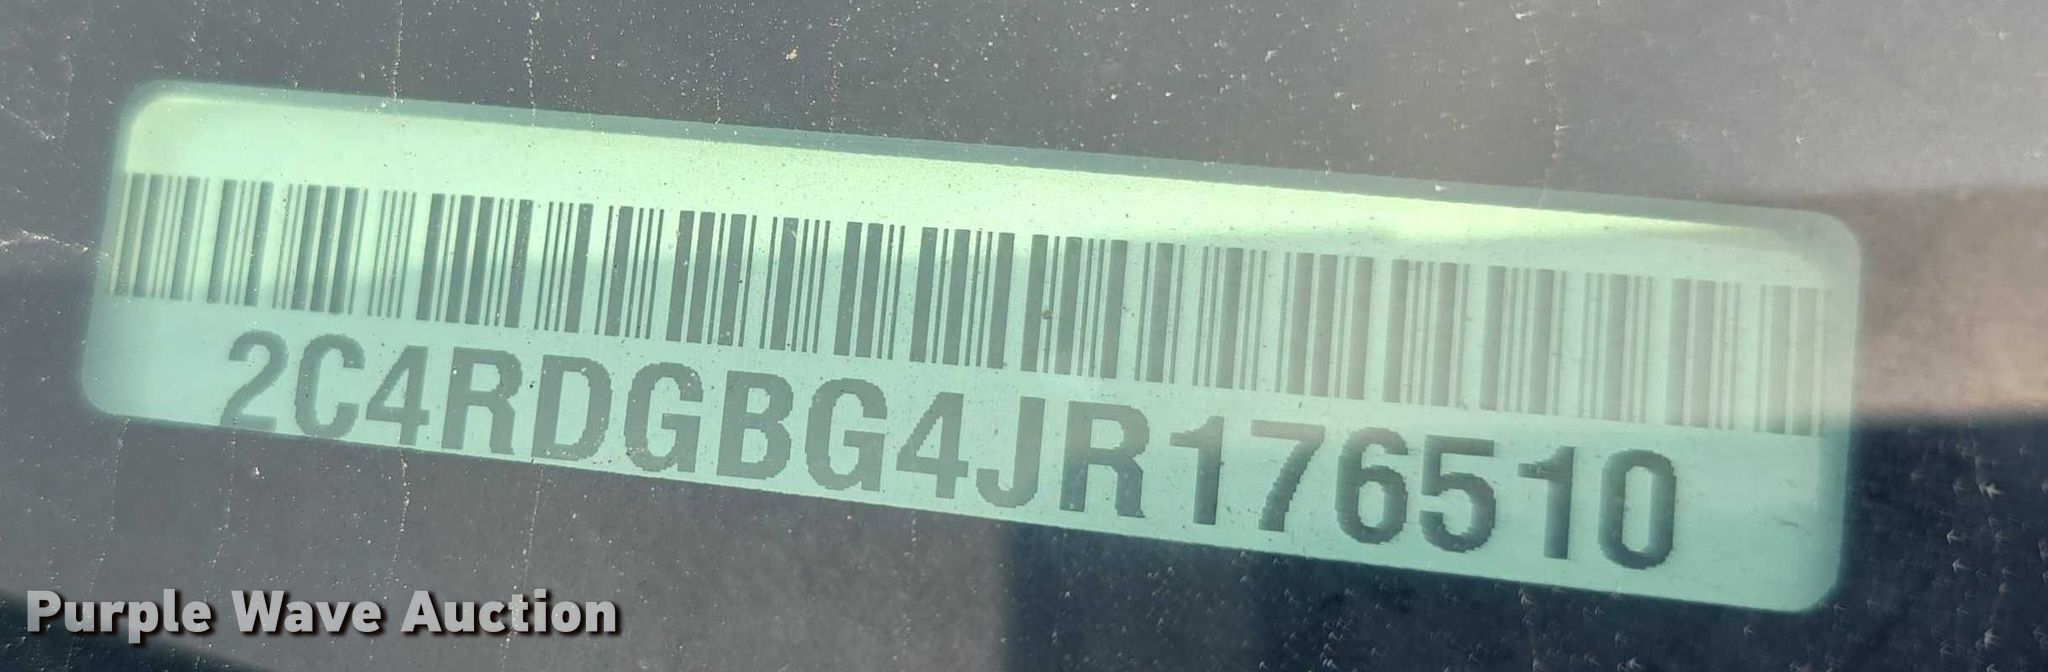 2C4RDGBG4JR176510
Purple Wave Auction